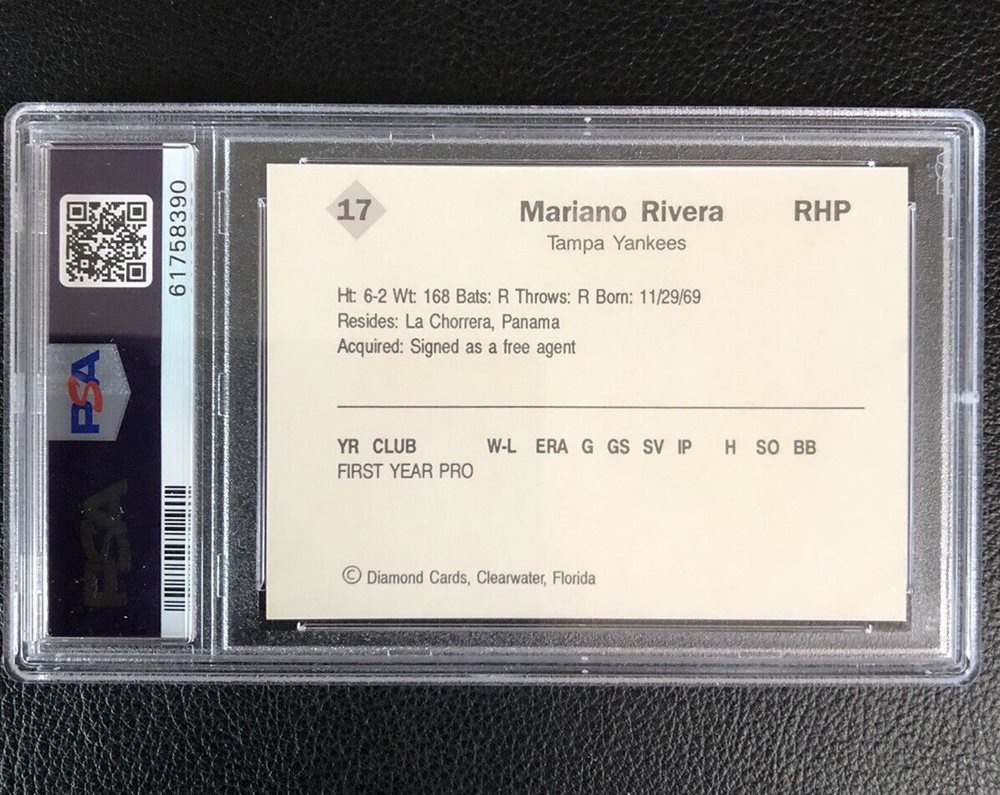 61758390
PSA
PSA
17 Mariano Rivera RHP
Tampa Yankees
Ht: 6-2 Wt: 168 Bats: R Throws: R Born: 11/29/69
Resides: La Chorrera, Panama
Acquired: Signed as a free agent
YR CLUB W-L ERA G GS SV IP H SO BB
FIRST YEAR PRO
© Diamond Cards, Clearwater, Florida